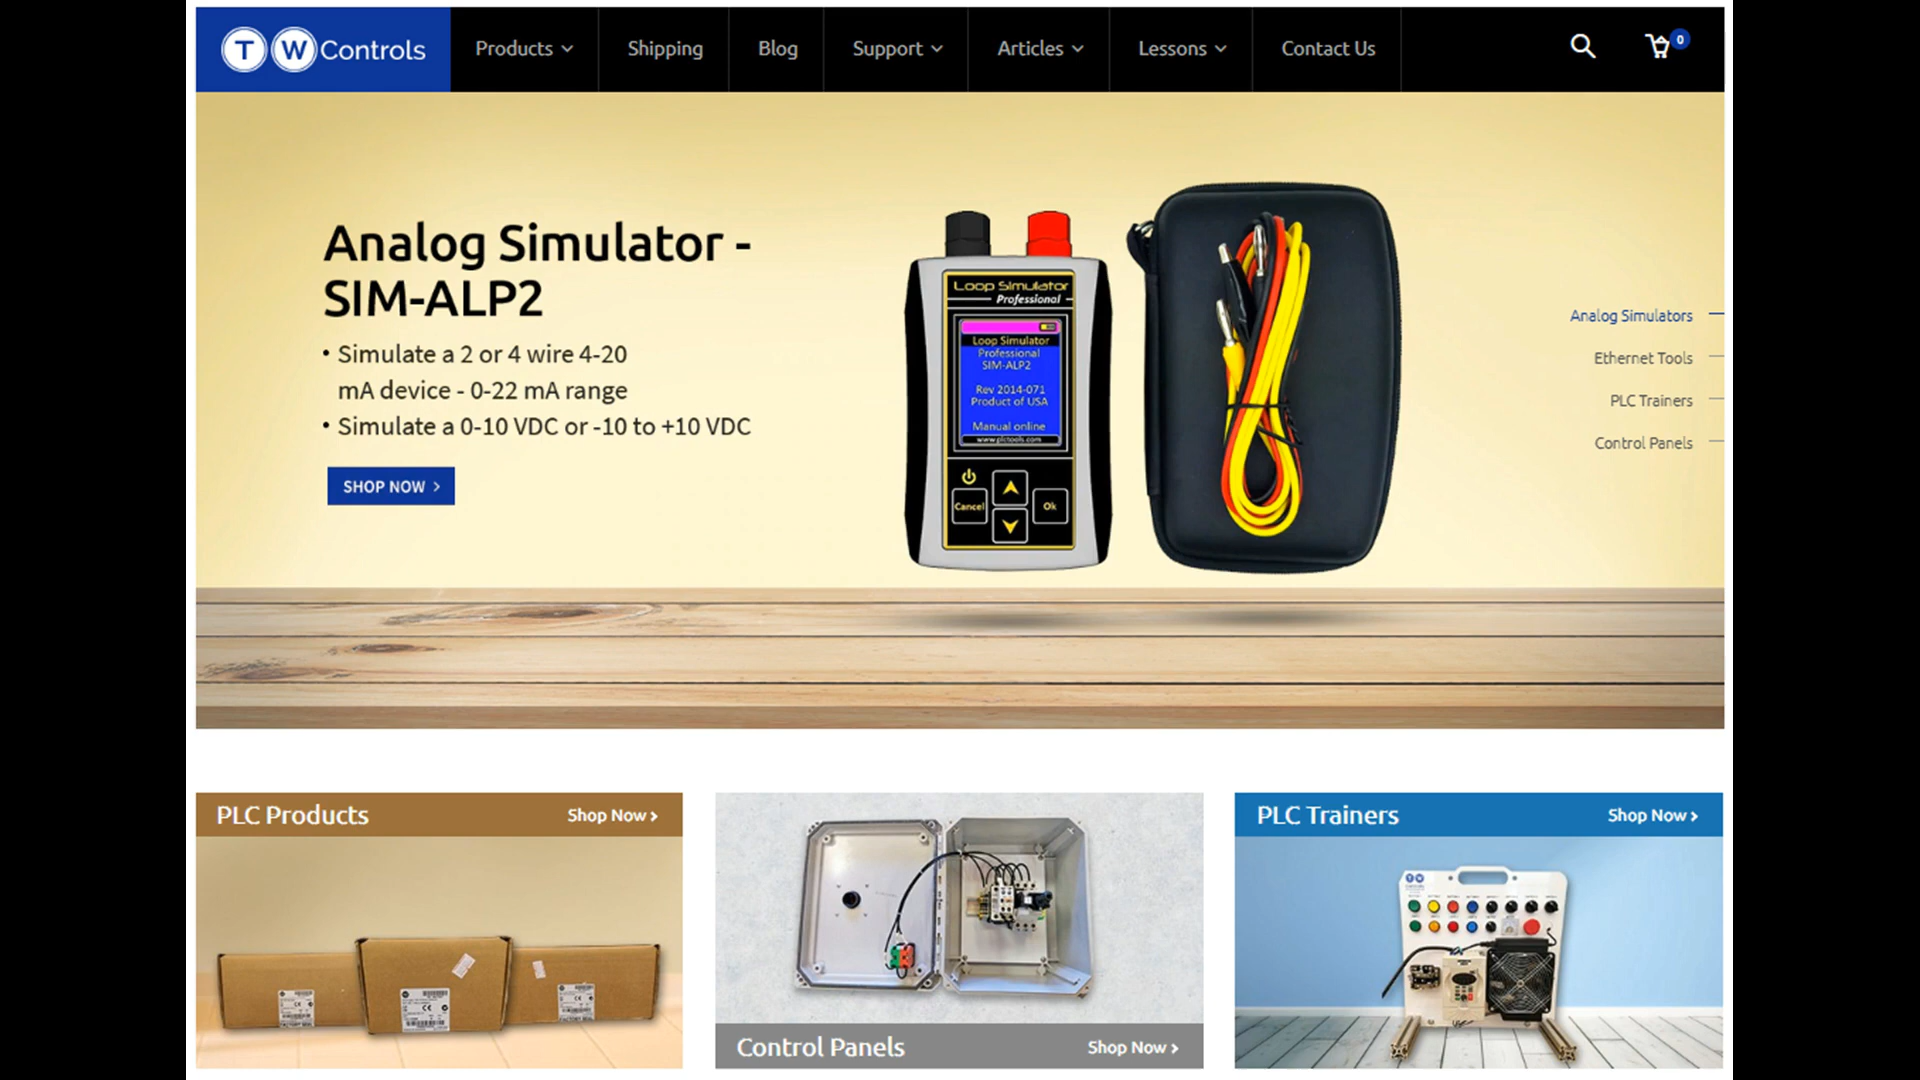 TW Controls
Products
Shipping
Blog
Support
Articles
Lessons
Contact Us
0
Analog Simulator -
SIM-ALP2
• Simulate a 2 or 4 wire 4-20
mA device - 0-22 mA range
• Simulate a 0-10 VDC or -10 to +10 VDC
SHOP NOW >
Loop Simulator
Professional
Loop Simulator
Professional
SIM-ALP2
Rev 2014-071
Product of USA
Manual online
www.plctools.com
Cancel
Ok
Analog Simulators
Ethernet Tools
PLC Trainers
Control Panels
PLC Products
Shop Now >
Control Panels
Shop Now >
PLC Trainers
Shop Now >
TW